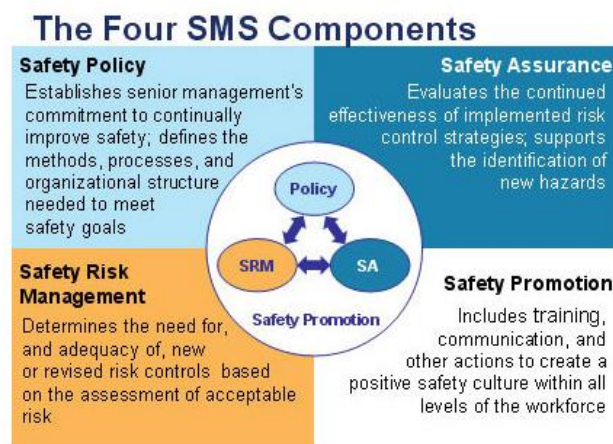 The Four SMS Components
Safety Policy
Establishes senior management's
commitment to continually
improve safety; defines the
methods, processes, and
organizational structure
needed to meet
safety goals
Safety Assurance
Evaluates the continued
effectiveness of implemented risk
control strategies; supports
the identification of
new hazards
Policy
SRM
SA
Safety Promotion
Safety Risk
Management
Determines the need for,
and adequacy of, new
or revised risk controls based
on the assessment of acceptable
risk
Safety Promotion
Includes training,
communication, and
other actions to create a
positive safety culture within all
levels of the workforce